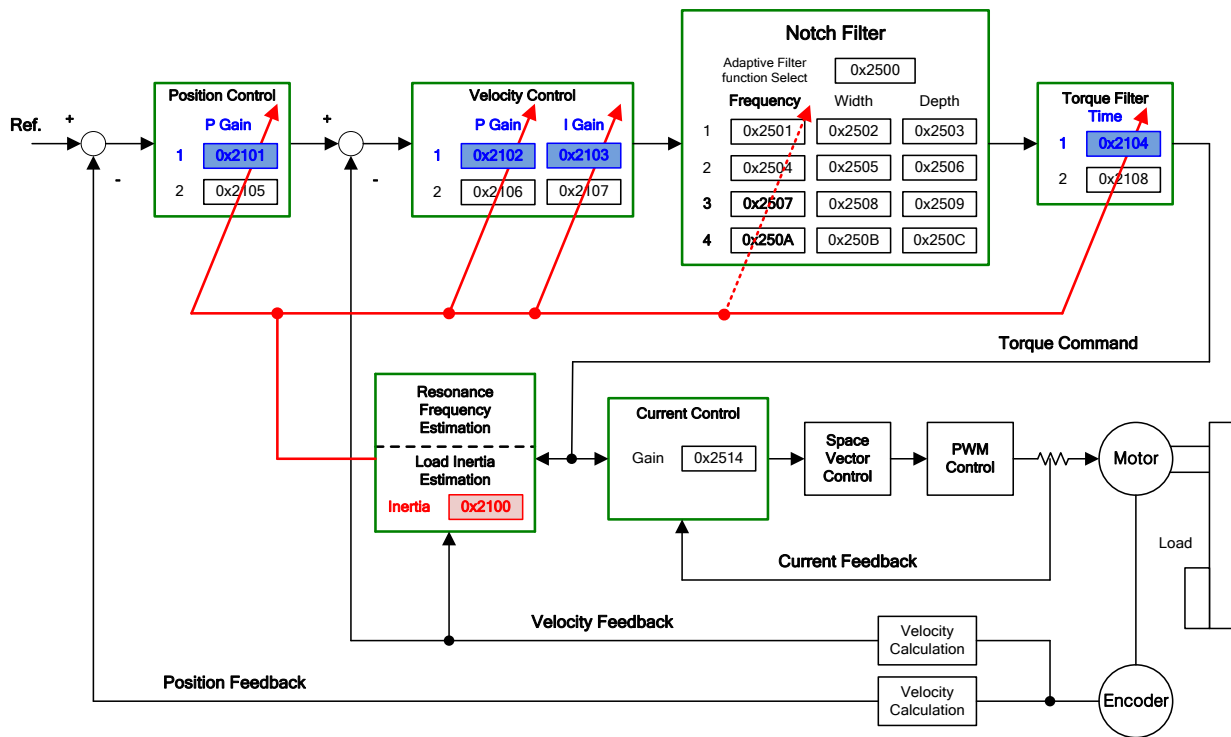 Notch Filter
Adaptive Filter
function Select
0x2500
Frequency Width Depth
1 0x2501 0x2502 0x2503
2 0x2504 0x2505 0x2506
3 0x2507 0x2508 0x2509
4 0x250A 0x250B 0x250C
Ref.
+
-
Position Control
P Gain
1 0x2101
2 0x2105
+
-
Velocity Control
P Gain I Gain
1 0x2102 0x2103
2 0x2106 0x2107
Torque Filter
Time
1 0x2104
2 0x2108
Torque Command
Resonance
Frequency
Estimation
Load Inertia
Estimation
Inertia 0x2100
Current Control
Gain 0x2514
Space
Vector
Control
PWM
Control
Motor
Load
Current Feedback
Velocity Feedback
Velocity
Calculation
Position Feedback
Velocity
Calculation
Encoder